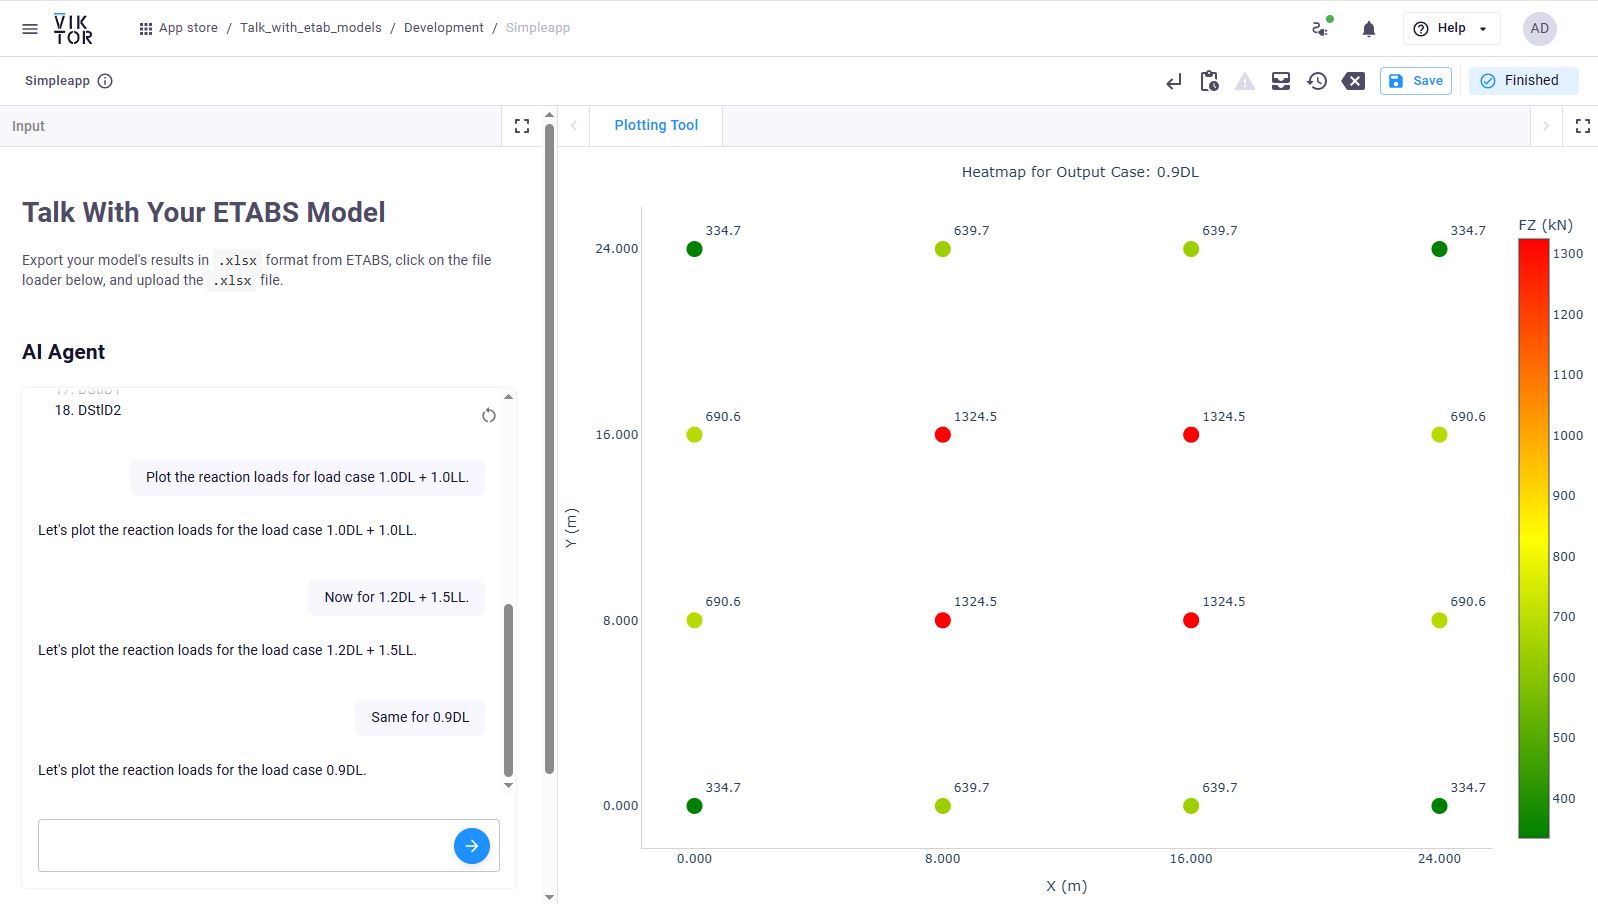 VIKTOR
App store / Talk_with_etab_models / Development / Simpleapp
Help
AD
Simpleapp
Save
Finished
Input
Plotting Tool
Talk With Your ETABS Model
Export your model's results in .xlsx format from ETABS, click on the file
loader below, and upload the .xlsx file.
AI Agent
17. DStlD1
18. DStlD2
Plot the reaction loads for load case 1.0DL + 1.0LL.
Let's plot the reaction loads for the load case 1.0DL + 1.0LL.
Now for 1.2DL + 1.5LL.
Let's plot the reaction loads for the load case 1.2DL + 1.5LL.
Same for 0.9DL
Let's plot the reaction loads for the load case 0.9DL.
Heatmap for Output Case: 0.9DL
334.7 639.7 639.7 334.7
24.000
690.6 1324.5 1324.5 690.6
16.000
Y (m)
690.6 1324.5 1324.5 690.6
8.000
334.7 639.7 639.7 334.7
0.000
0.000 8.000 16.000 24.000
X (m)
FZ (kN)
1300
1200
1100
1000
900
800
700
600
500
400